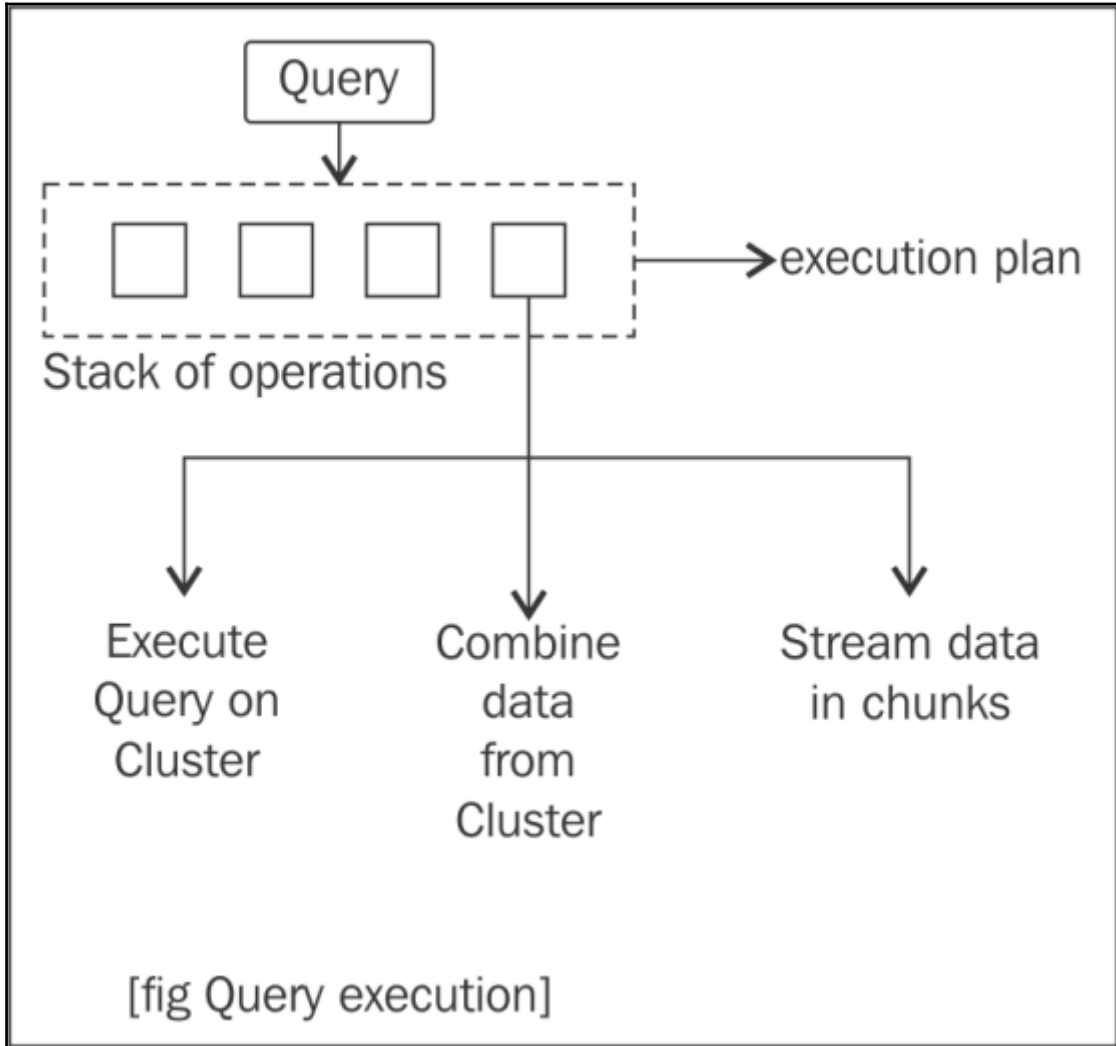 Query
execution plan
Stack of operations
Execute
Query on
Cluster
Combine
data
from
Cluster
Stream data
in chunks
[fig Query execution]